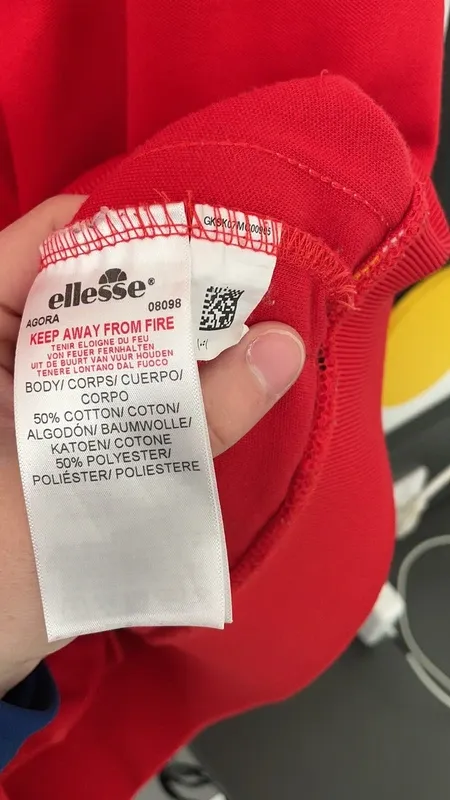 ellesse®
AGORA 08098
KEEP AWAY FROM FIRE
TENIR ELOIGNE DU FEU
VON FEUER FERNHALTEN
UIT DE BUURT VAN VUUR HOUDEN
TENERE LONTANO DAL FUOCO
BODY/ CORPS/ CUERPO/
CORPO
50% COTTON/ COTON/
ALGODÓN/ BAUMWOLLE/
KATOEN/ COTONE
50% POLYESTER/
POLIÉSTER/ POLIESTERE